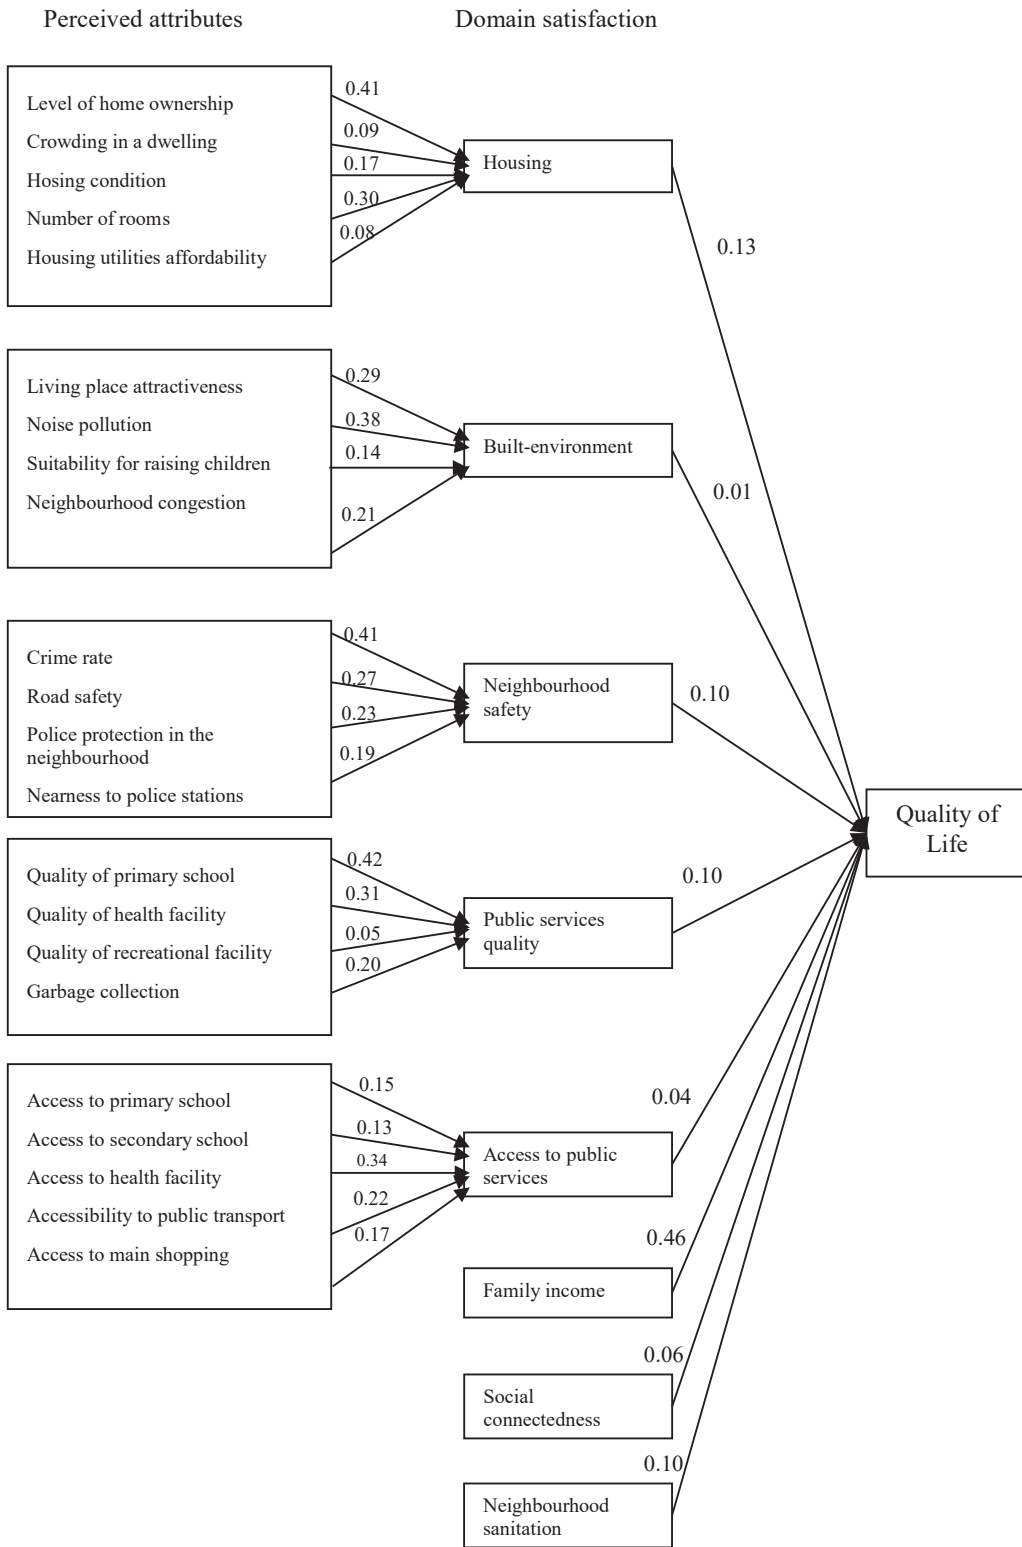 Perceived attributes
Domain satisfaction
Level of home ownership
Crowding in a dwelling
Hosing condition
Number of rooms
Housing utilities affordability
0.41
0.09
0.17
0.30
0.08
Housing
0.13
Living place attractiveness
Noise pollution
Suitability for raising children
Neighbourhood congestion
0.29
0.38
0.14
0.21
Built-environment
0.01
Crime rate
Road safety
Police protection in the
neighbourhood
Nearness to police stations
0.41
0.27
0.23
0.19
Neighbourhood
safety
0.10
Quality of
Life
Quality of primary school
Quality of health facility
Quality of recreational facility
Garbage collection
0.42
0.31
0.05
0.20
Public services
quality
0.10
Access to primary school
Access to secondary school
Access to health facility
Accessibility to public transport
Access to main shopping
0.15
0.13
0.34
0.22
0.17
Access to public
services
0.04
Family income
0.46
Social
connectedness
0.06
Neighbourhood
sanitation
0.10